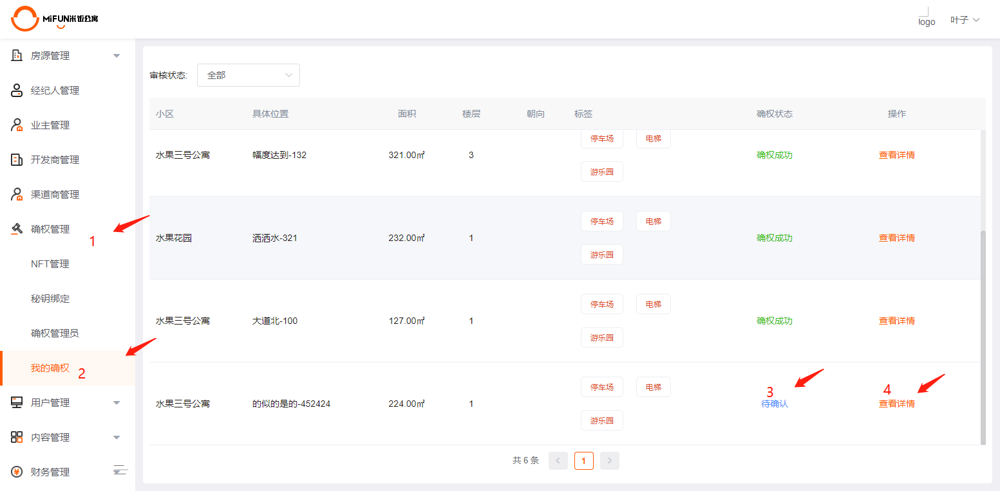 MiFUN米饭公寓
logo
叶子
房源管理
经纪人管理
业主管理
开发商管理
渠道商管理
确权管理
1
NFT管理
秘钥绑定
确权管理员
我的确权
2
用户管理
内容管理
财务管理
审核状态: 全部
小区 具体位置 面积 楼层 朝向 标签 确权状态 操作
停车场 电梯
水果三号公寓 幅度达到-132 321.00㎡ 3 确权成功 查看详情
游乐园
停车场 电梯
水果花园 洒洒水-321 232.00㎡ 1 确权成功 查看详情
游乐园
停车场 电梯
水果三号公寓 大道北-100 127.00㎡ 1 确权成功 查看详情
游乐园
停车场 电梯
3 4
水果三号公寓 的似的是的-452424 224.00㎡ 1 待确认 查看详情
游乐园
共 6 条 1